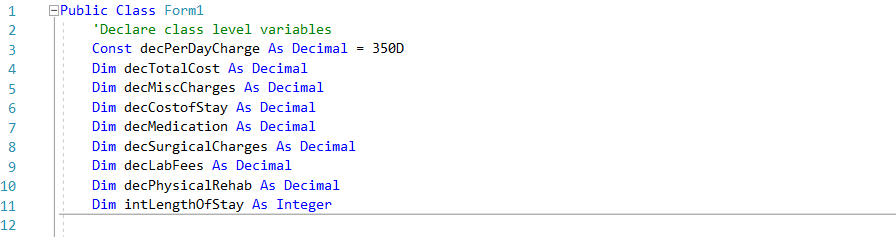 1 Public Class Form1
2 'Declare class level variables
3 Const decPerDayCharge As Decimal = 350D
4 Dim decTotalCost As Decimal
5 Dim decMiscCharges As Decimal
6 Dim decCostofStay As Decimal
7 Dim decMedication As Decimal
8 Dim decSurgicalCharges As Decimal
9 Dim decLabFees As Decimal
10 Dim decPhysicalRehab As Decimal
11 Dim intLengthOfStay As Integer
12